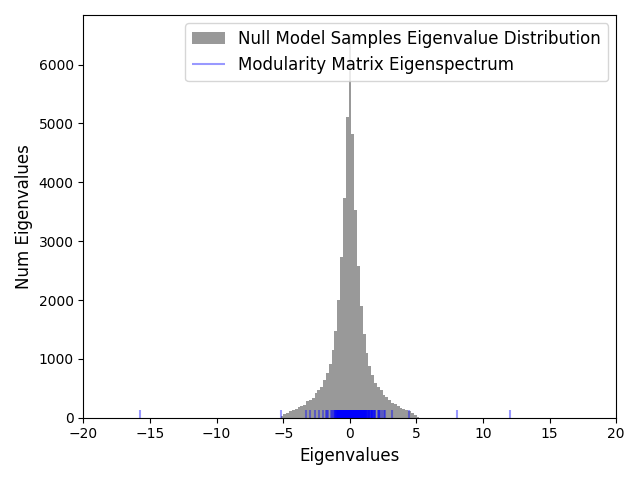 Null Model Samples Eigenvalue Distribution
Modularity Matrix Eigenspectrum
Num Eigenvalues
6000
5000
4000
3000
2000
1000
0
−20 −15 −10 −5 0 5 10 15 20
Eigenvalues